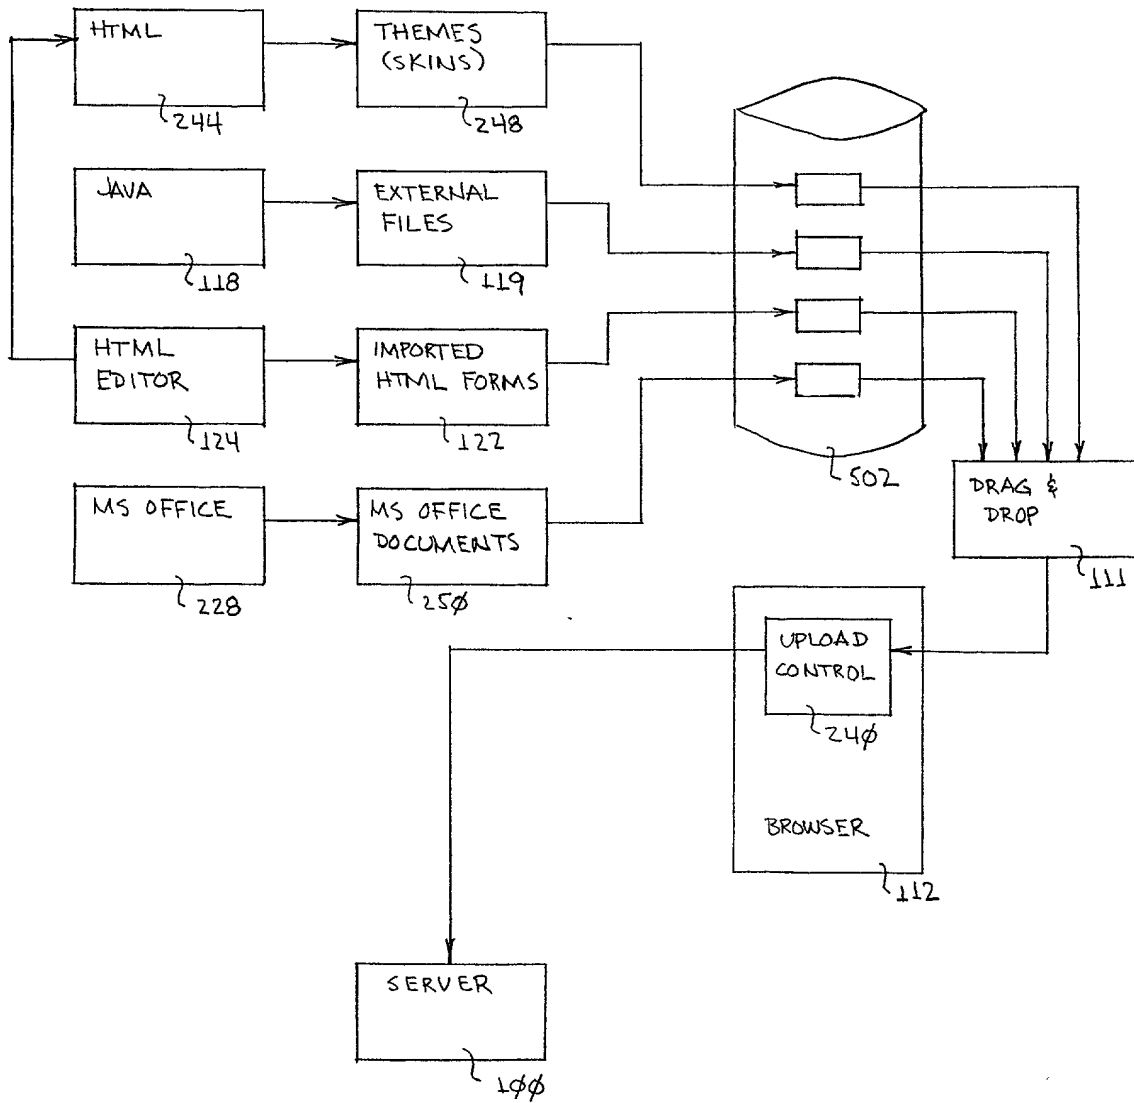 HTML
244
THEMES
(SKINS)
248
JAVA
118
EXTERNAL
FILES
119
HTML
EDITOR
124
IMPORTED
HTML FORMS
122
MS OFFICE
228
MS OFFICE
DOCUMENTS
250
502
DRAG &
DROP
111
UPLOAD
CONTROL
240
BROWSER
112
SERVER
100